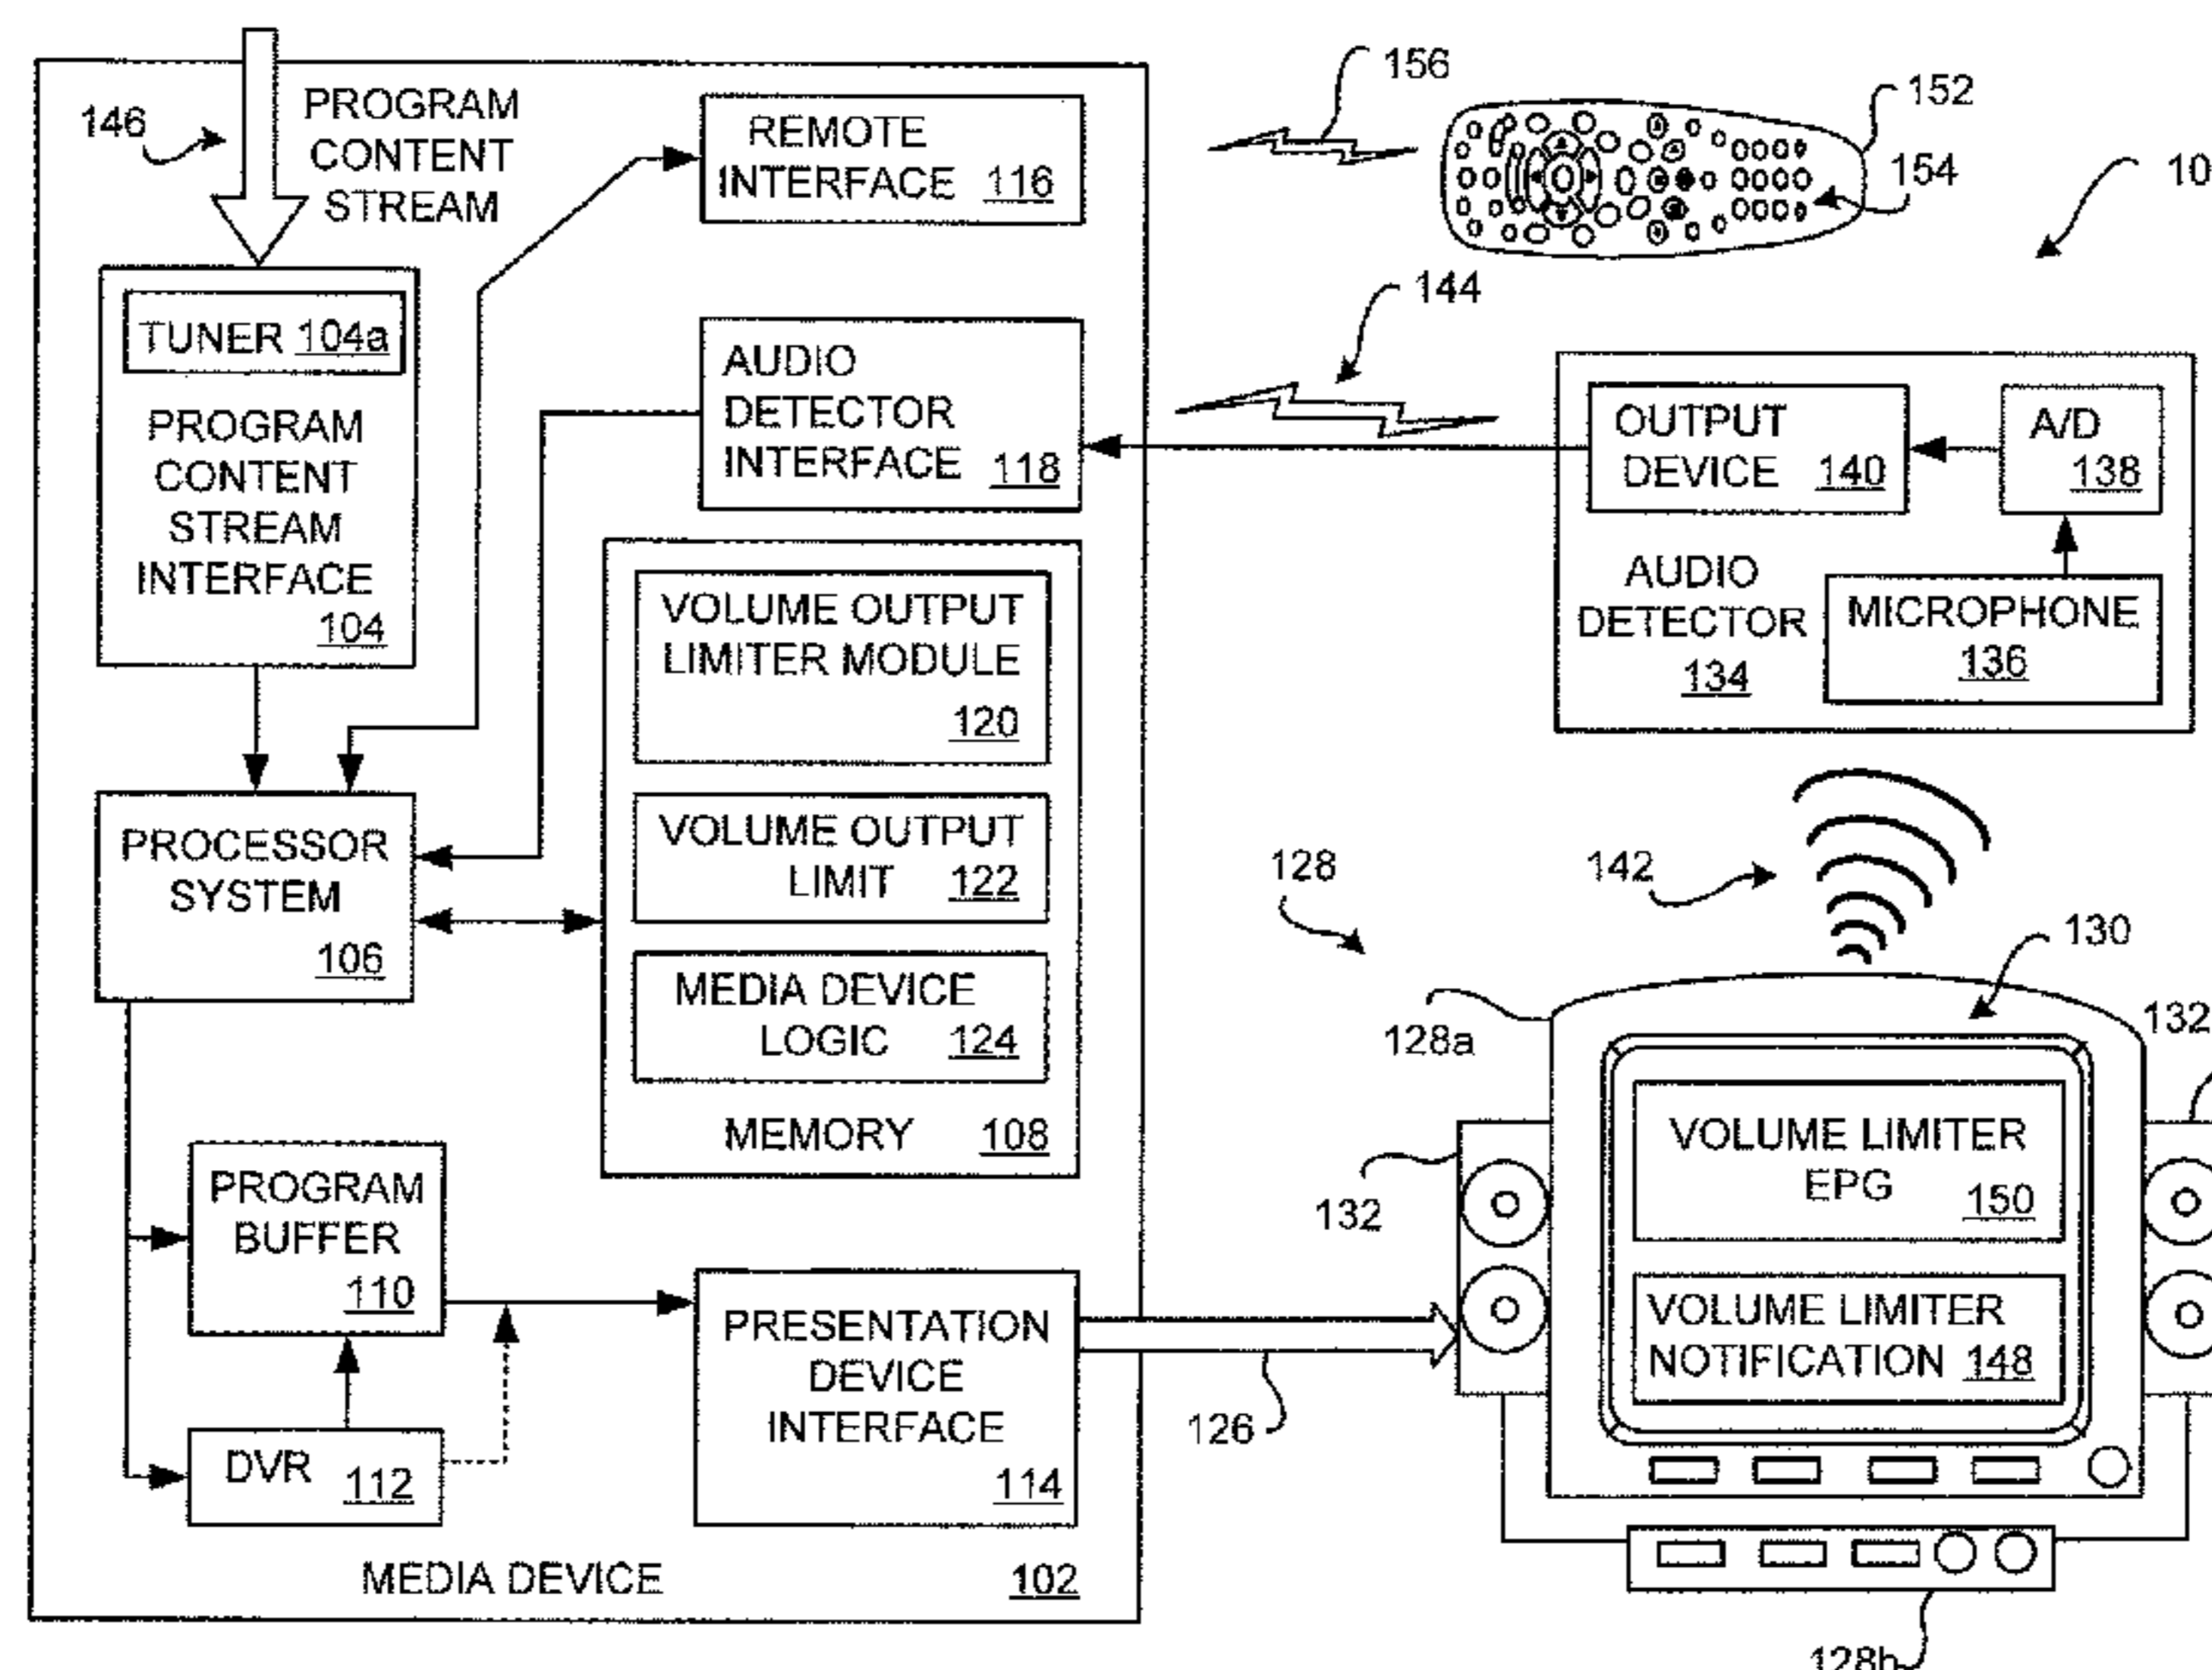 146
PROGRAM
CONTENT
STREAM
REMOTE
INTERFACE 116
156
152
154
10
TUNER 104a
PROGRAM
CONTENT
STREAM
INTERFACE
104
AUDIO
DETECTOR
INTERFACE 118
144
OUTPUT
DEVICE 140
A/D
138
AUDIO
DETECTOR
134
MICROPHONE
136
VOLUME OUTPUT
LIMITER MODULE
120
VOLUME OUTPUT
LIMIT 122
MEDIA DEVICE
LOGIC 124
MEMORY 108
PROCESSOR
SYSTEM
106
128
142
130
128a
132
132
VOLUME LIMITER
EPG 150
VOLUME LIMITER
NOTIFICATION 148
PROGRAM
BUFFER
110
DVR 112
PRESENTATION
DEVICE
INTERFACE
114
126
MEDIA DEVICE 102
128b